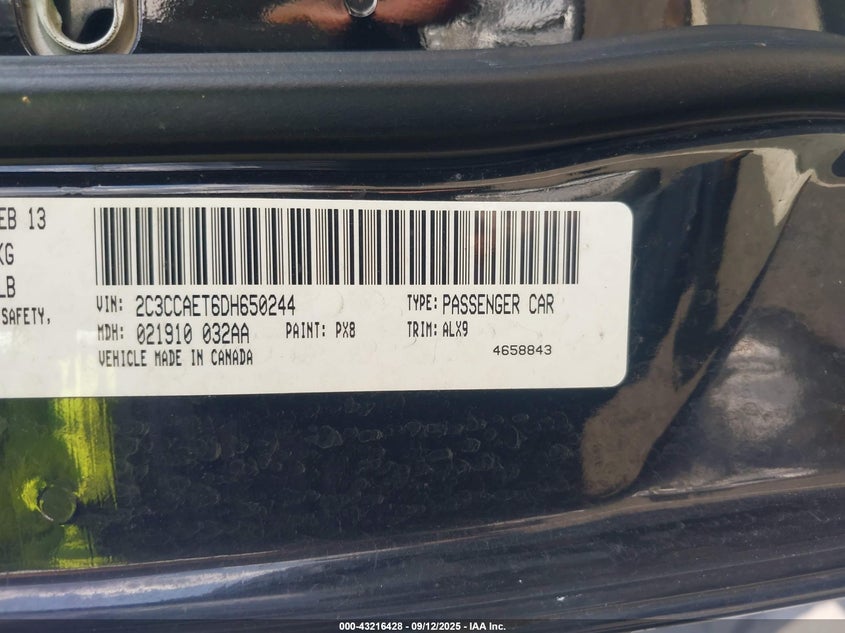 EB 13
KG
LB
SAFETY,
VIN: 2C3CCAET6DH650244 TYPE: PASSENGER CAR
MDH: 021910 032AA PAINT: PX8 TRIM: ALX9
VEHICLE MADE IN CANADA 4658843
000-43216428 - 09/12/2025 - IAA Inc.